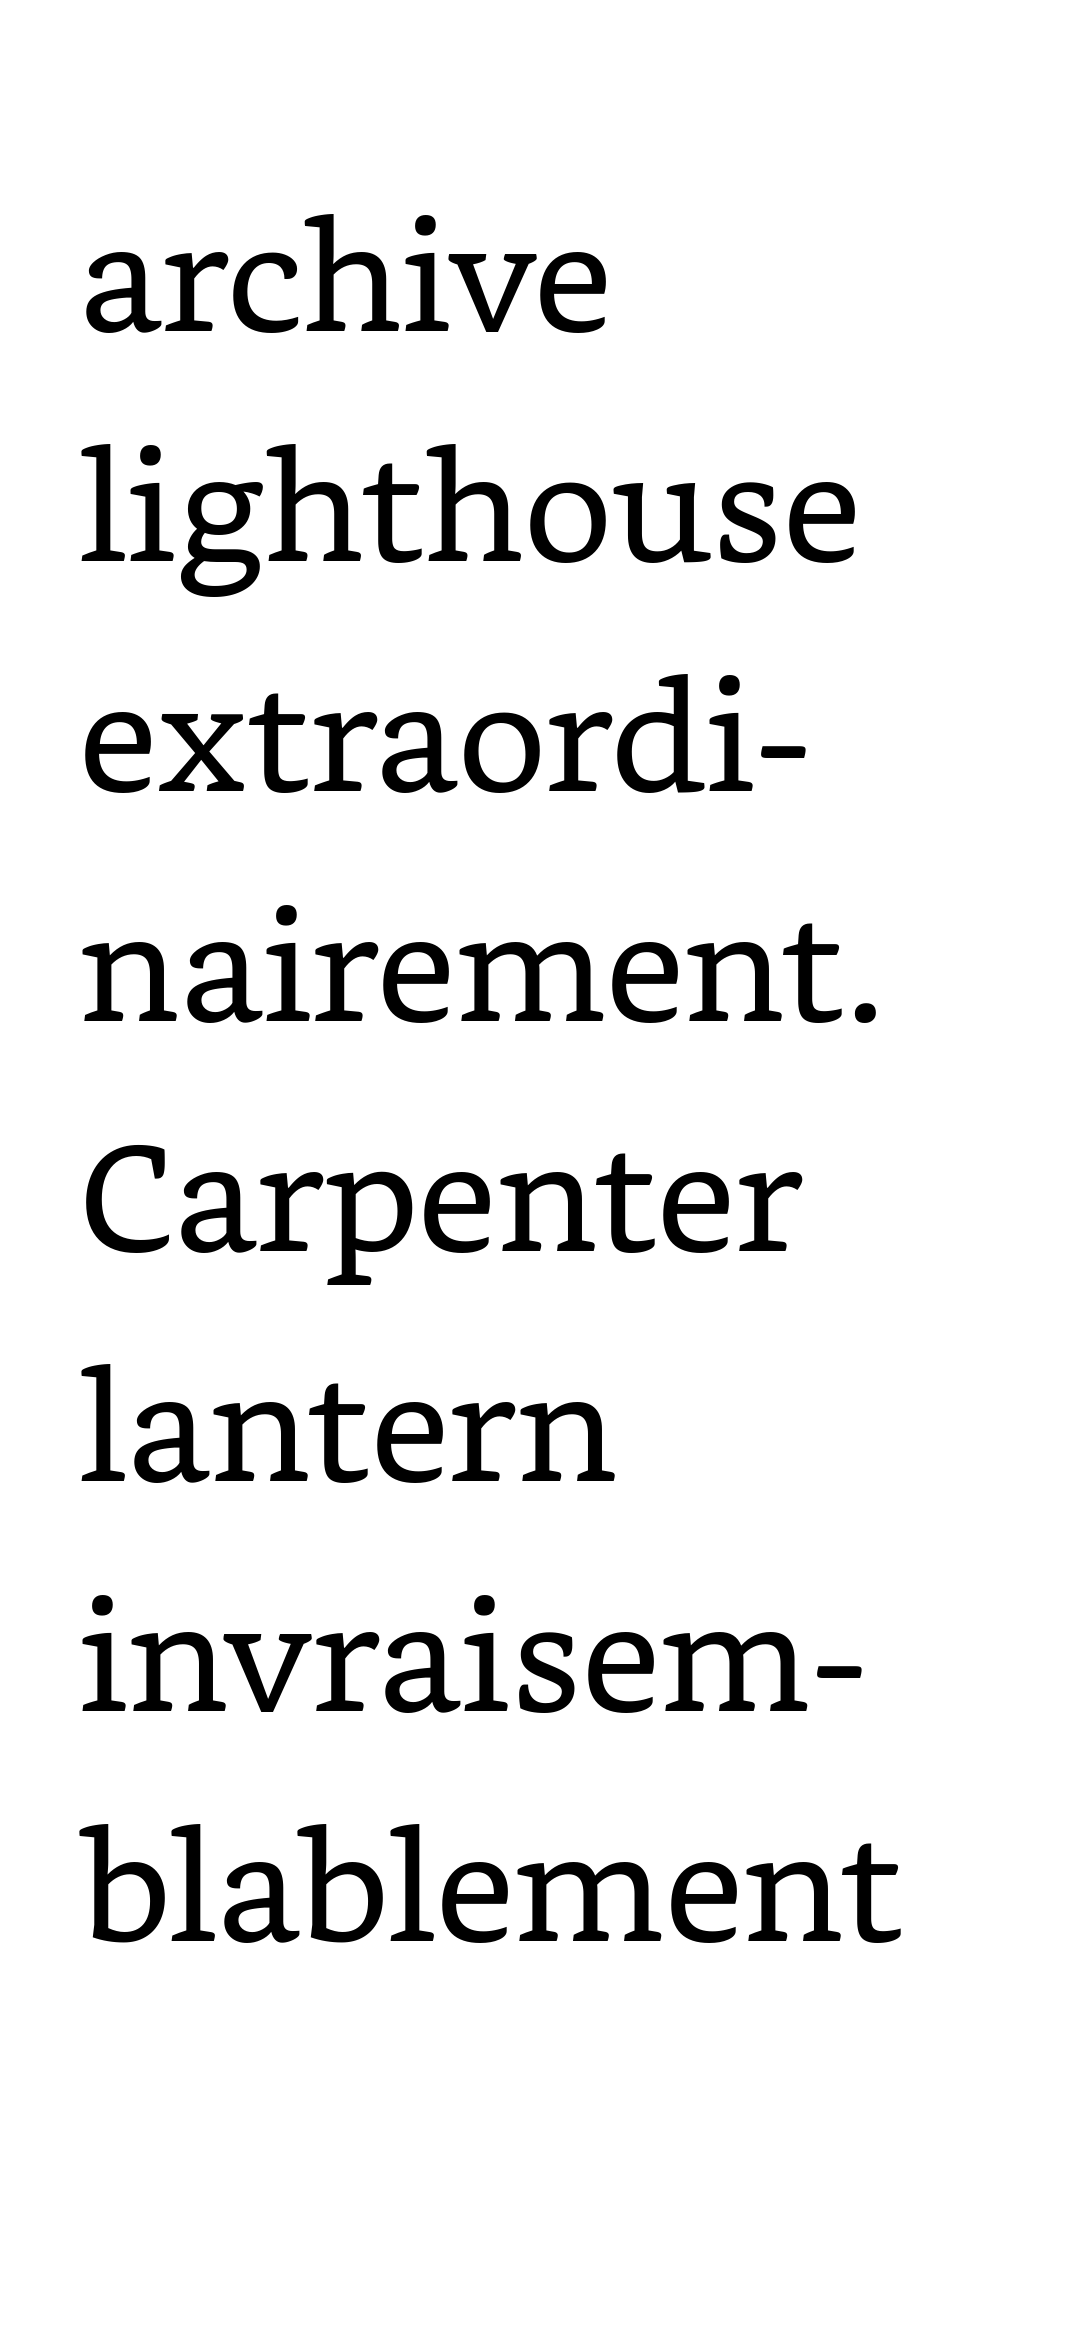 archive
lighthouse
extraordi-
nairement.
Carpenter
lantern
invraisem-
blablement